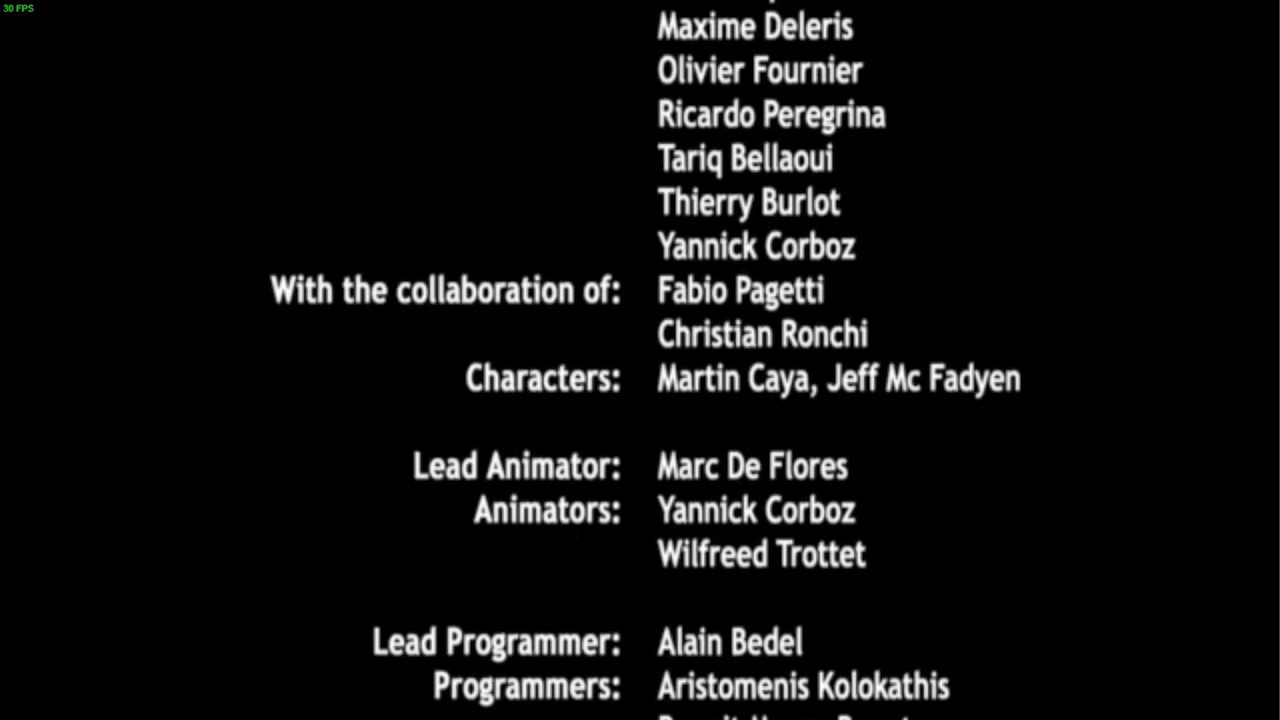 30 FPS
Maxime Deleris
Olivier Fournier
Ricardo Peregrina
Tariq Bellaoui
Thierry Burlot
Yannick Corboz
With the collaboration of: Fabio Pagetti
Christian Ronchi
Characters: Martin Caya, Jeff Mc Fadyen
Lead Animator: Marc De Flores
Animators: Yannick Corboz
Wilfreed Trottet
Lead Programmer: Alain Bedel
Programmers: Aristomenis Kolokathis